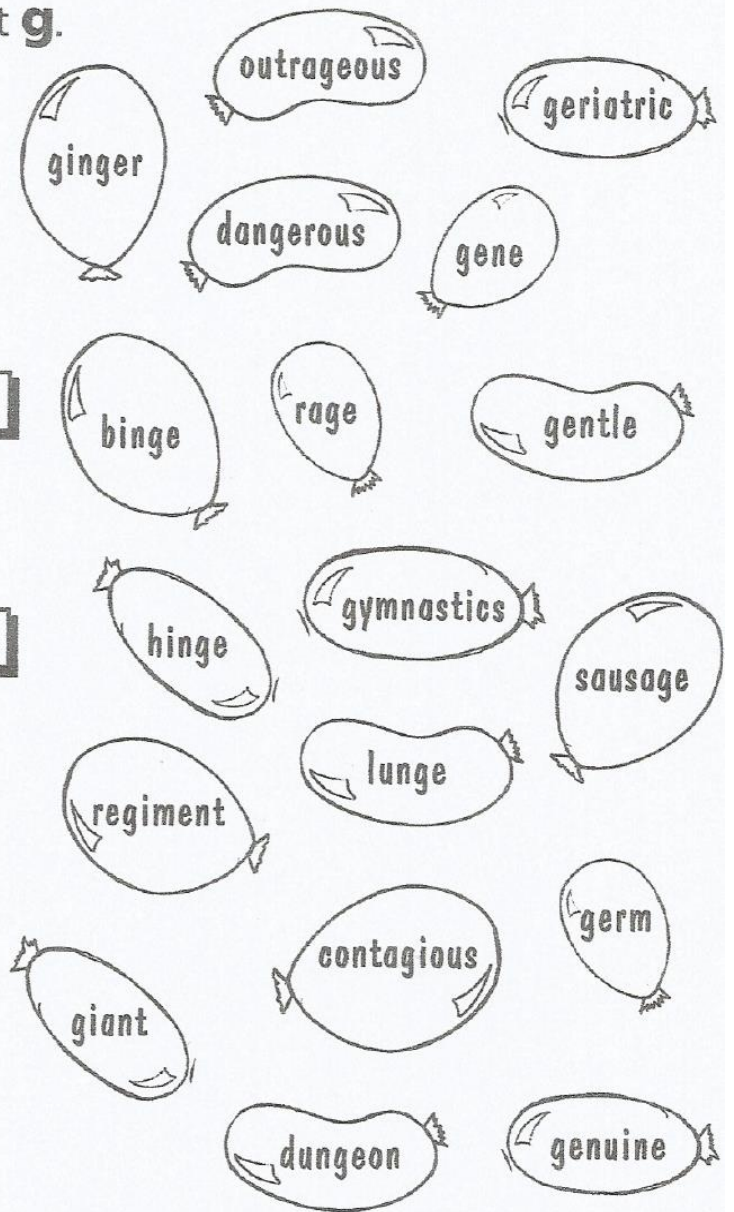 t g.
outrageous
geriatric
ginger
dangerous
gene
binge
rage
gentle
hinge
gymnastics
sausage
regiment
lunge
contagious
germ
giant
dungeon
genuine